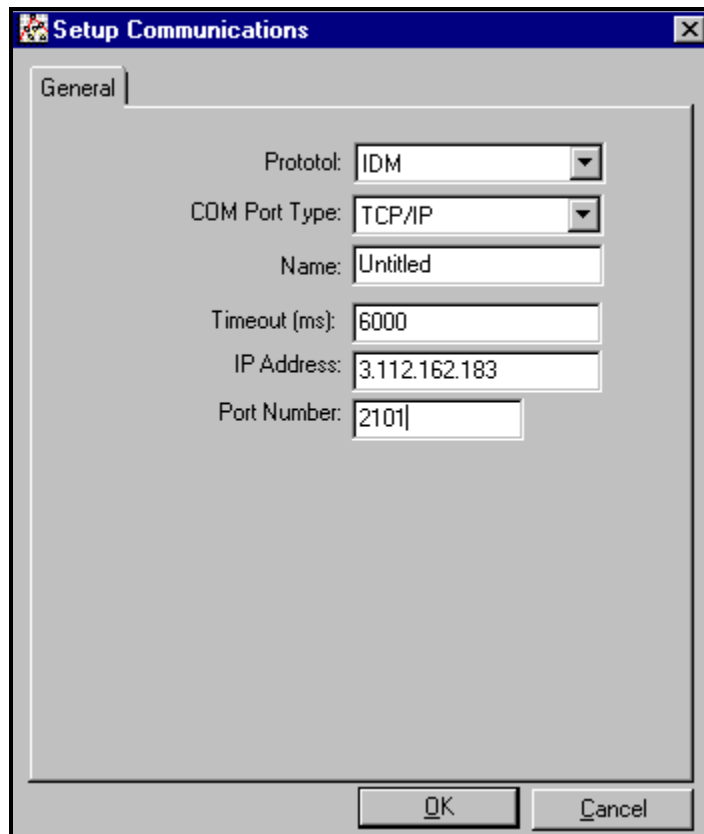 Setup Communications
General
Prototol: IDM
COM Port Type: TCP/IP
Name: Untitled
Timeout (ms): 6000
IP Address: 3.112.162.183
Port Number: 2101
OK
Cancel